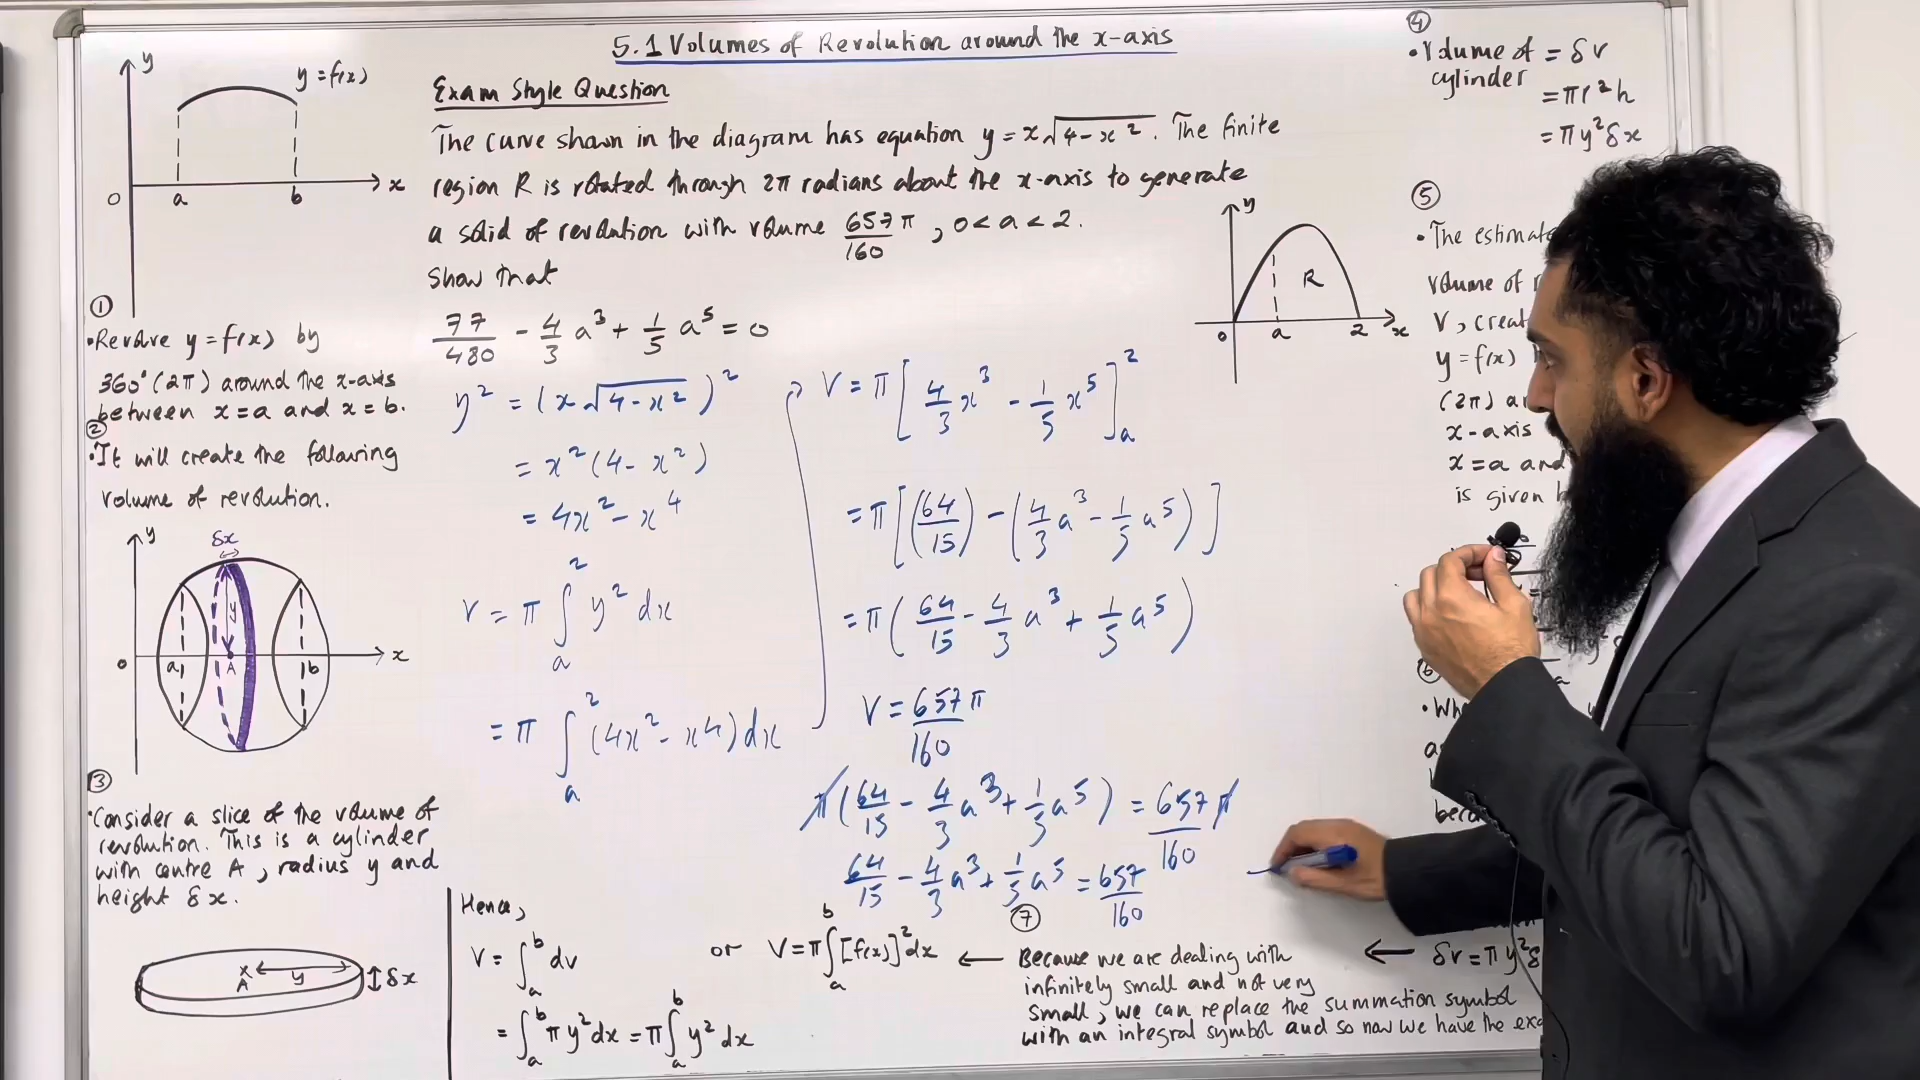 5.1 Volumes of Revolution around the x-axis
y
y = f(x)
0
a
b
x
①
• Revolve y = f(x) by
360° (2π) around the x-axis
between x = a and x = b.
②
• It will create the following
volume of revolution.
y
δx
y
0
a
A
b
x
③
• Consider a slice of the volume of
revolution. This is a cylinder
with centre A, radius y and
height δx.
x
A
y
δx
Exam Style Question
The curve shown in the diagram has equation y = x√(4 - x²). The finite
region R is rotated through 2π radians about the x-axis to generate
a solid of revolution with volume 657π/160, 0 < a < 2.
Show that
77/480 - 4/3 a³ + 1/5 a⁵ = 0
y
R
0
a
2
x
y² = (x√(4 - x²))²
= x²(4 - x²)
= 4x² - x⁴
V = π ∫ₐ² y² dx
= π ∫ₐ² (4x² - x⁴) dx
V = π [4/3 x³ - 1/5 x⁵]ₐ²
= π [(64/15) - (4/3 a³ - 1/5 a⁵)]
= π (64/15 - 4/3 a³ + 1/5 a⁵)
V = 657π/160
π (64/15 - 4/3 a³ + 1/5 a⁵) = 657π/160
64/15 - 4/3 a³ + 1/5 a⁵ = 657/160
④
• Volume of = δv
cylinder
= πr²h
= πy²δx
⑤
• The
volume of
V,
y = f(x)
(2π)
x-axis
x = a and
is given
⑥
a
←
δv = πy²δ
⑦
Because we are dealing with
infinitely small and not very
small, we can replace the summation symbol
with an integral symbol and so now we have the
←
or V = π ∫ₐᵇ [f(x)]² dx
Hence,
V = ∫ₐᵇ dv
= ∫ₐᵇ πy² dx = π ∫ₐᵇ y² dx